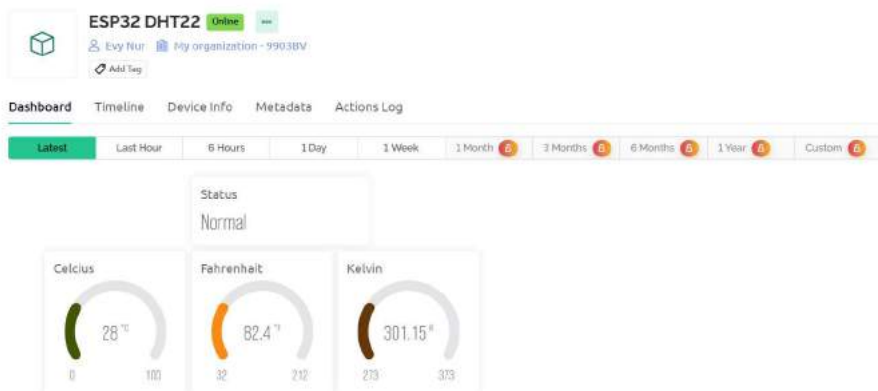 ESP32 DHT22 Online
Evy Nur My organization - 9903BV
Add Tag
Dashboard Timeline Device Info Metadata Actions Log
Latest Last Hour 6 Hours 1 Day 1 Week 1 Month 3 Months 6 Months 1 Year Custom
Status
Normal
Celcius Fahrenhait Kelvin
28 °C 82.4 °F 301.15 K
0 100 32 212 273 373